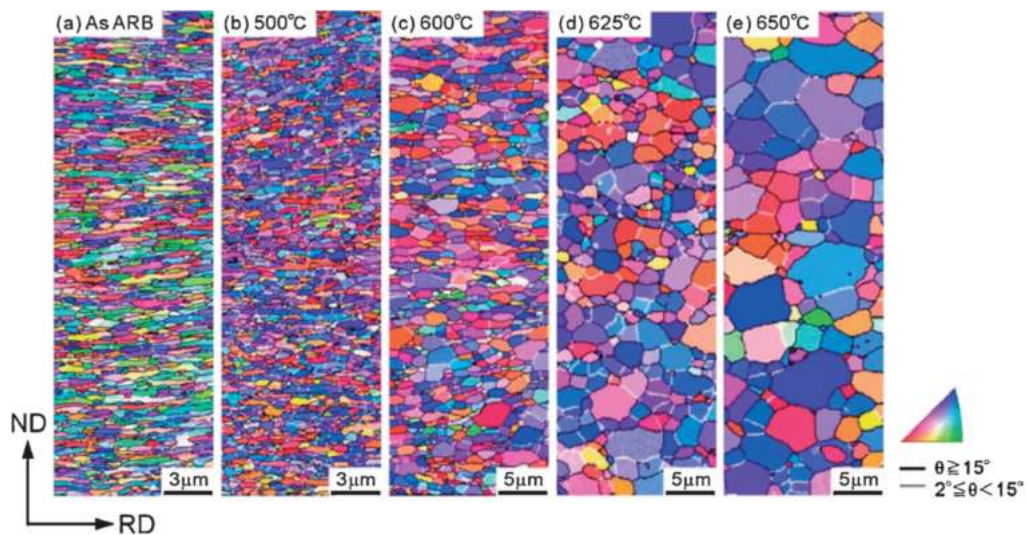 (a) As ARB
(b) 500℃
(c) 600℃
(d) 625℃
(e) 650℃
ND
RD
3μm
3μm
5μm
5μm
5μm
θ≧15°
2°≦θ<15°